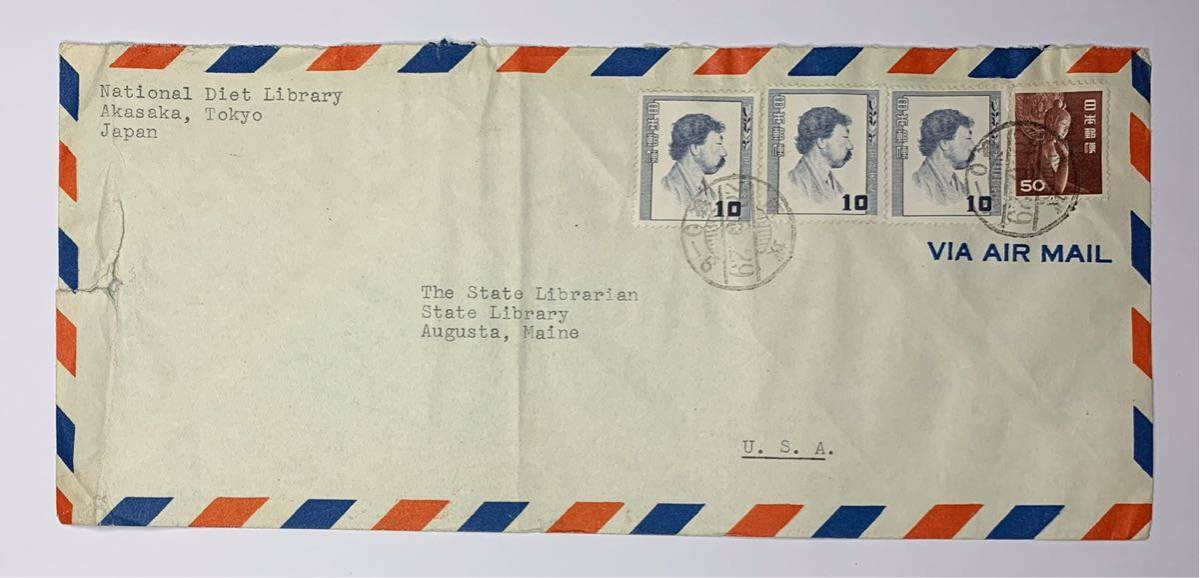 National Diet Library
Akasaka, Tokyo
Japan
日本郵便
10
日本郵便
10
日本郵便
10
日本郵便
50
VIA AIR MAIL
The State Librarian
State Library
Augusta, Maine
U. S. A.